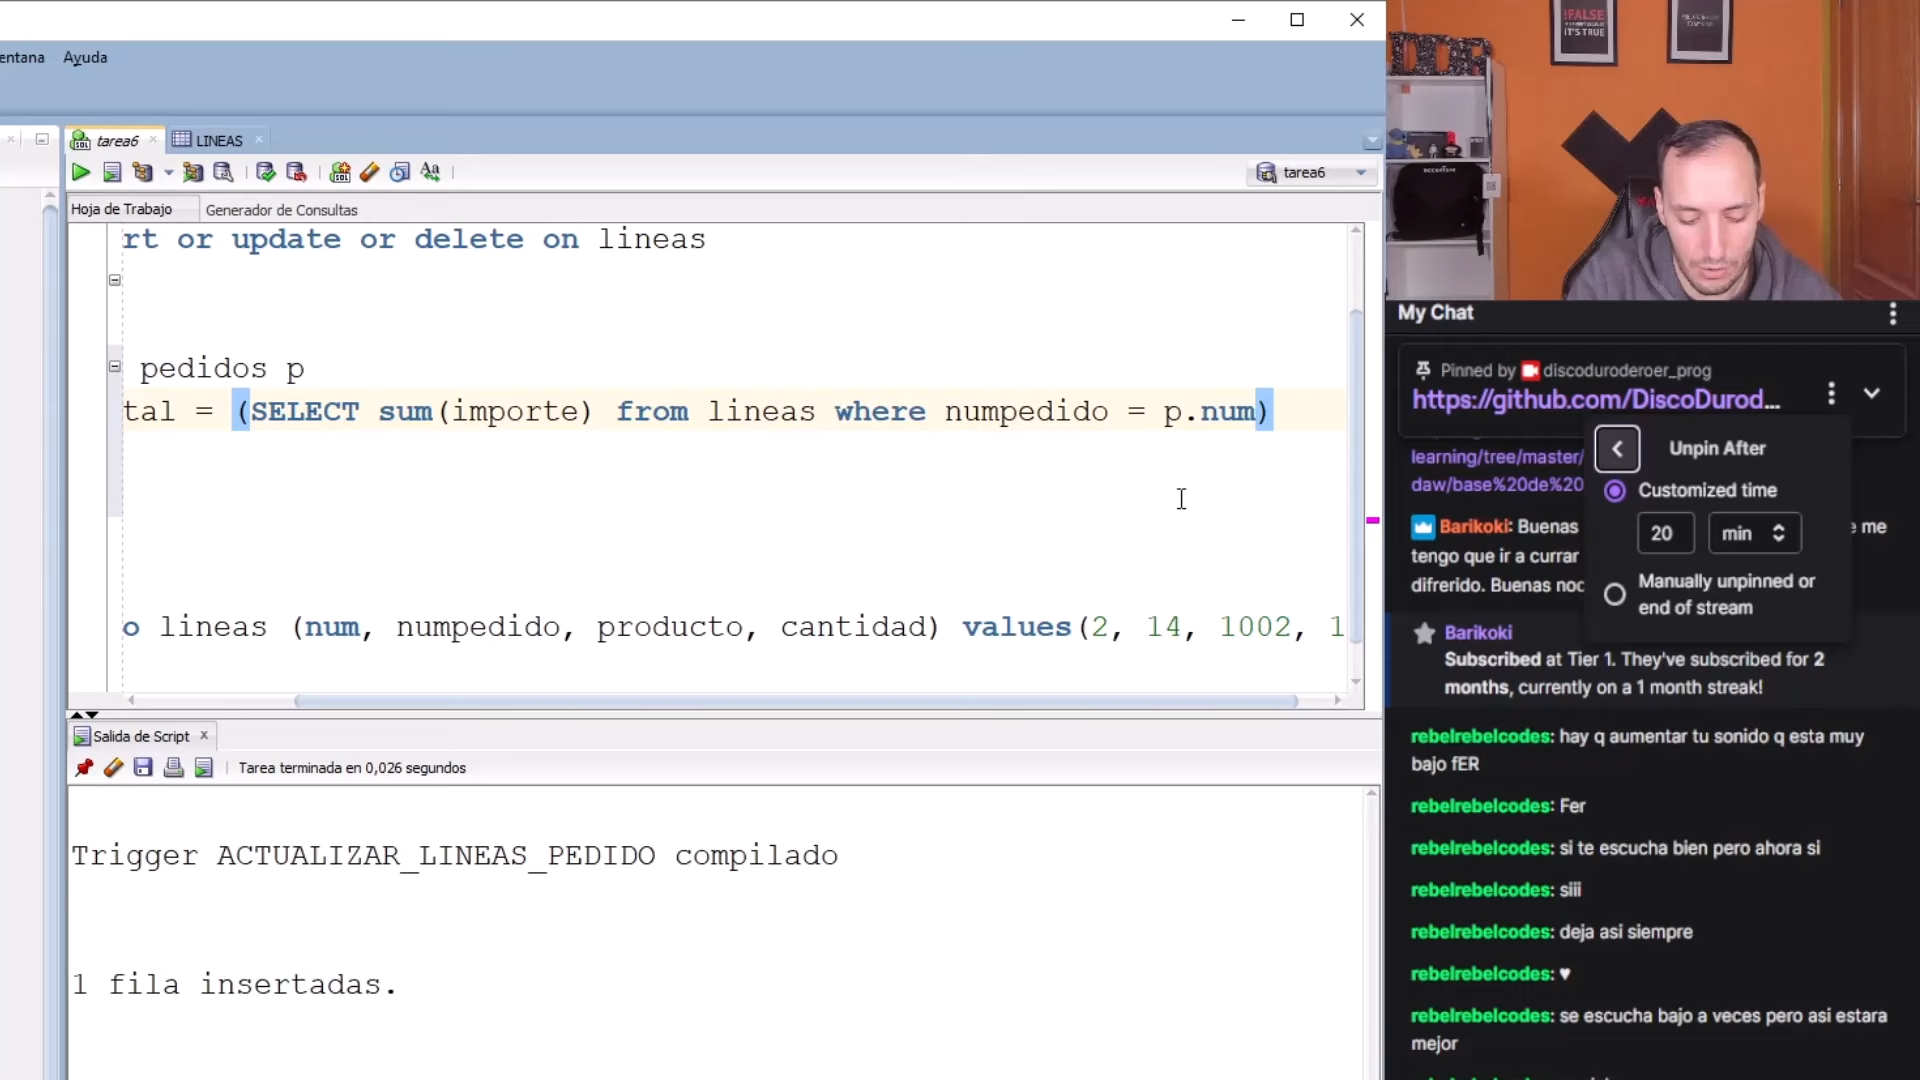 entana Ayuda
tarea6
LINEAS
tarea6
Hoja de Trabajo
Generador de Consultas
rt or update or delete on lineas
pedidos p
tal = (SELECT sum(importe) from lineas where numpedido = p.num)
o lineas (num, numpedido, producto, cantidad) values(2, 14, 1002, 1
Salida de Script
Tarea terminada en 0,026 segundos
Trigger ACTUALIZAR_LINEAS_PEDIDO compilado
1 fila insertadas.
#FALSE
IT'S TRUE
accenture
My Chat
Pinned by discoduroderoer_prog
https://github.com/DiscoDurod...
Unpin After
learning/tree/master/
daw/base%20de%20
Customized time
20 min
Manually unpinned or
end of stream
Barikoki: Buenas e me
tengo que ir a currar
difrerido. Buenas noc
Barikoki
Subscribed at Tier 1. They've subscribed for 2
months, currently on a 1 month streak!
rebelrebelcodes: hay q aumentar tu sonido q esta muy
bajo fER
rebelrebelcodes: Fer
rebelrebelcodes: si te escucha bien pero ahora si
rebelrebelcodes: siii
rebelrebelcodes: deja asi siempre
rebelrebelcodes: ♥
rebelrebelcodes: se escucha bajo a veces pero asi estara
mejor